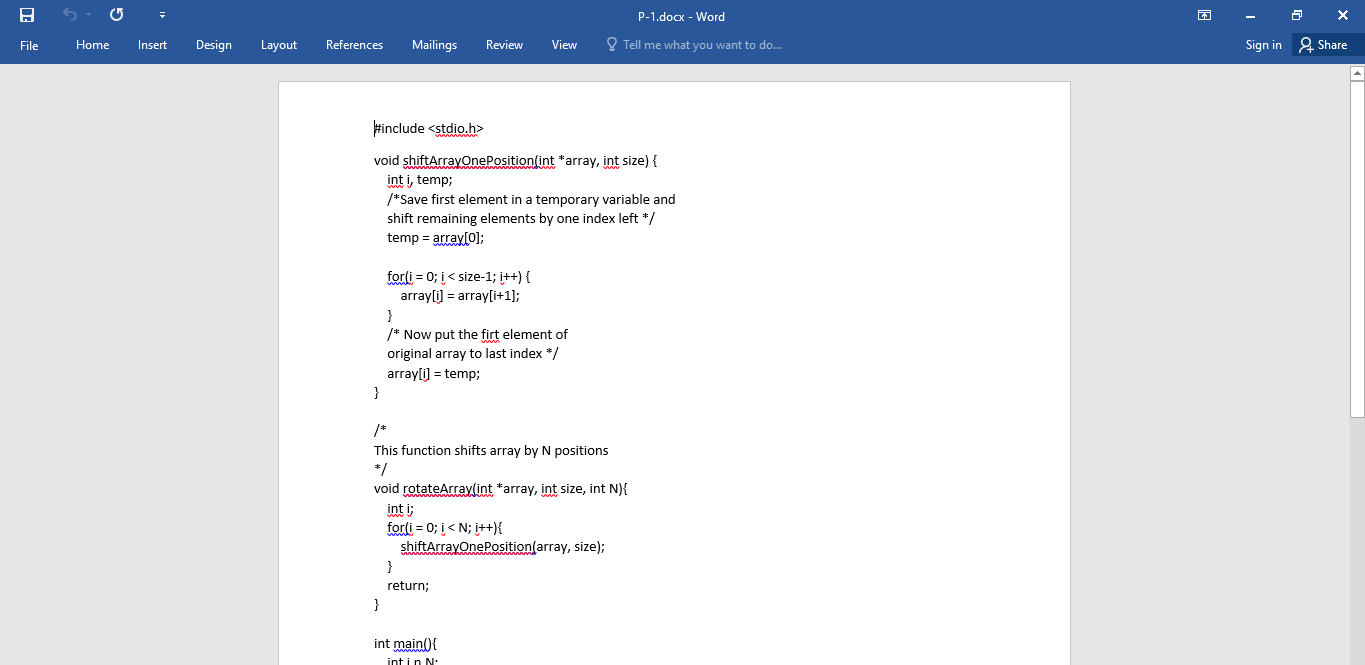 P-1.docx - Word
File Home Insert Design Layout References Mailings Review View Tell me what you want to do... Sign in Share
#include <stdio.h>
void shiftArrayOnePosition(int *array, int size) {
int i, temp;
/*Save first element in a temporary variable and
shift remaining elements by one index left */
temp = array[0];
for(i = 0; i < size-1; i++) {
array[i] = array[i+1];
}
/* Now put the firt element of
original array to last index */
array[i] = temp;
}
/*
This function shifts array by N positions
*/
void rotateArray(int *array, int size, int N){
int i;
for(i = 0; i < N; i++){
shiftArrayOnePosition(array, size);
}
return;
}
int main(){
int i,n,N;